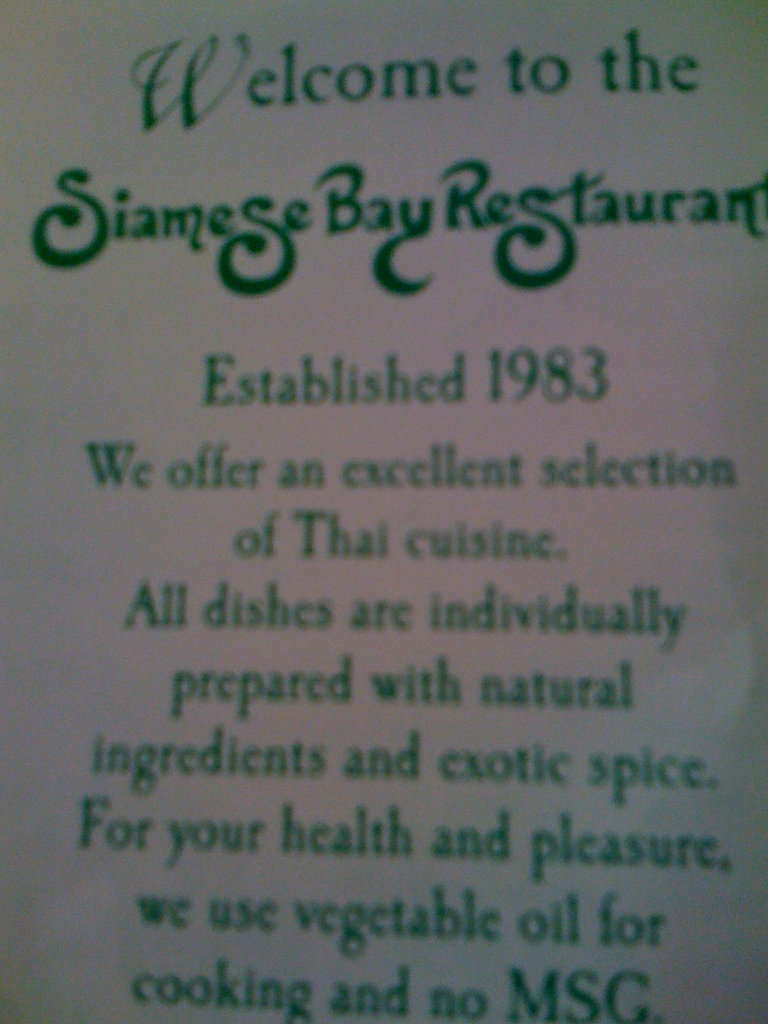 Welcome to the
Siamese Bay Restaurant
Established 1983
We offer an excellent selection
of Thai cuisine.
All dishes are individually
prepared with natural
ingredients and exotic spice.
For your health and pleasure,
we use vegetable oil for
cooking and no MSG.